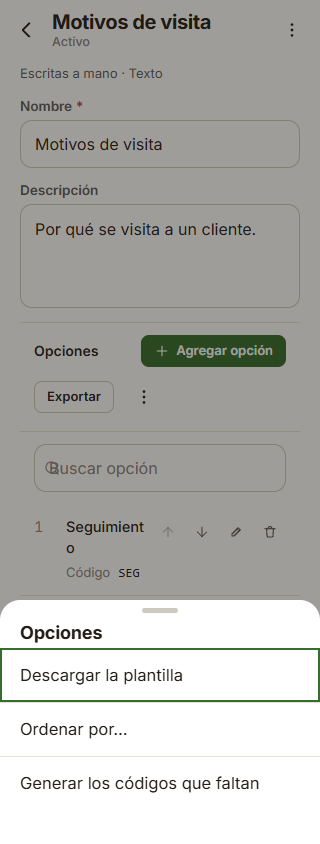 Motivos de visita
Activo
Escritas a mano · Texto
Nombre *
Motivos de visita
Descripción
Por qué se visita a un cliente.
Opciones
Agregar opción
Exportar
Buscar opción
1 Seguimient
o
Código SEG
Opciones
Descargar la plantilla
Ordenar por...
Generar los códigos que faltan